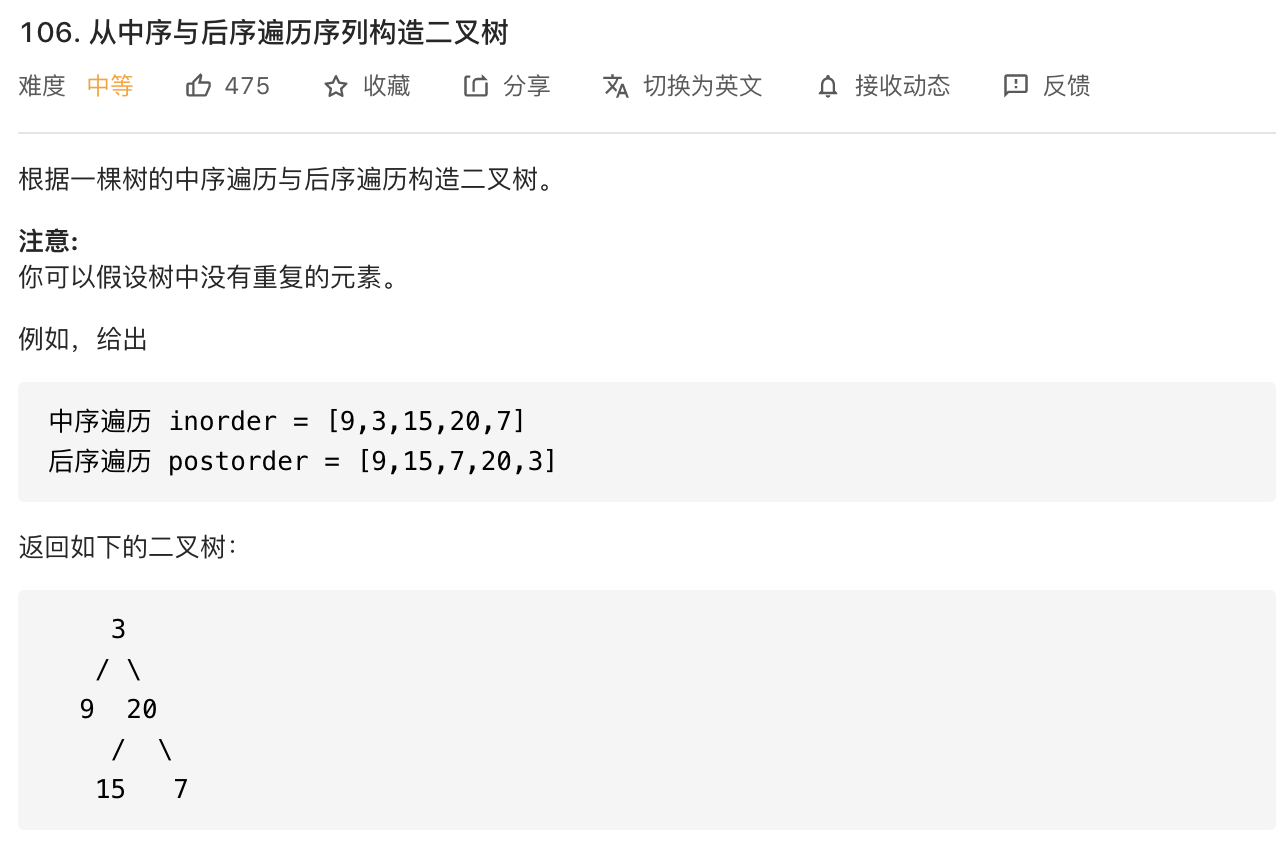 106. 从中序与后序遍历序列构造二叉树
难度 中等 475 收藏 分享 切换为英文 接收动态 反馈
根据一棵树的中序遍历与后序遍历构造二叉树。
注意:
你可以假设树中没有重复的元素。
例如，给出
中序遍历 inorder = [9,3,15,20,7]
后序遍历 postorder = [9,15,7,20,3]
返回如下的二叉树：
3
/ \
9 20
/ \
15 7